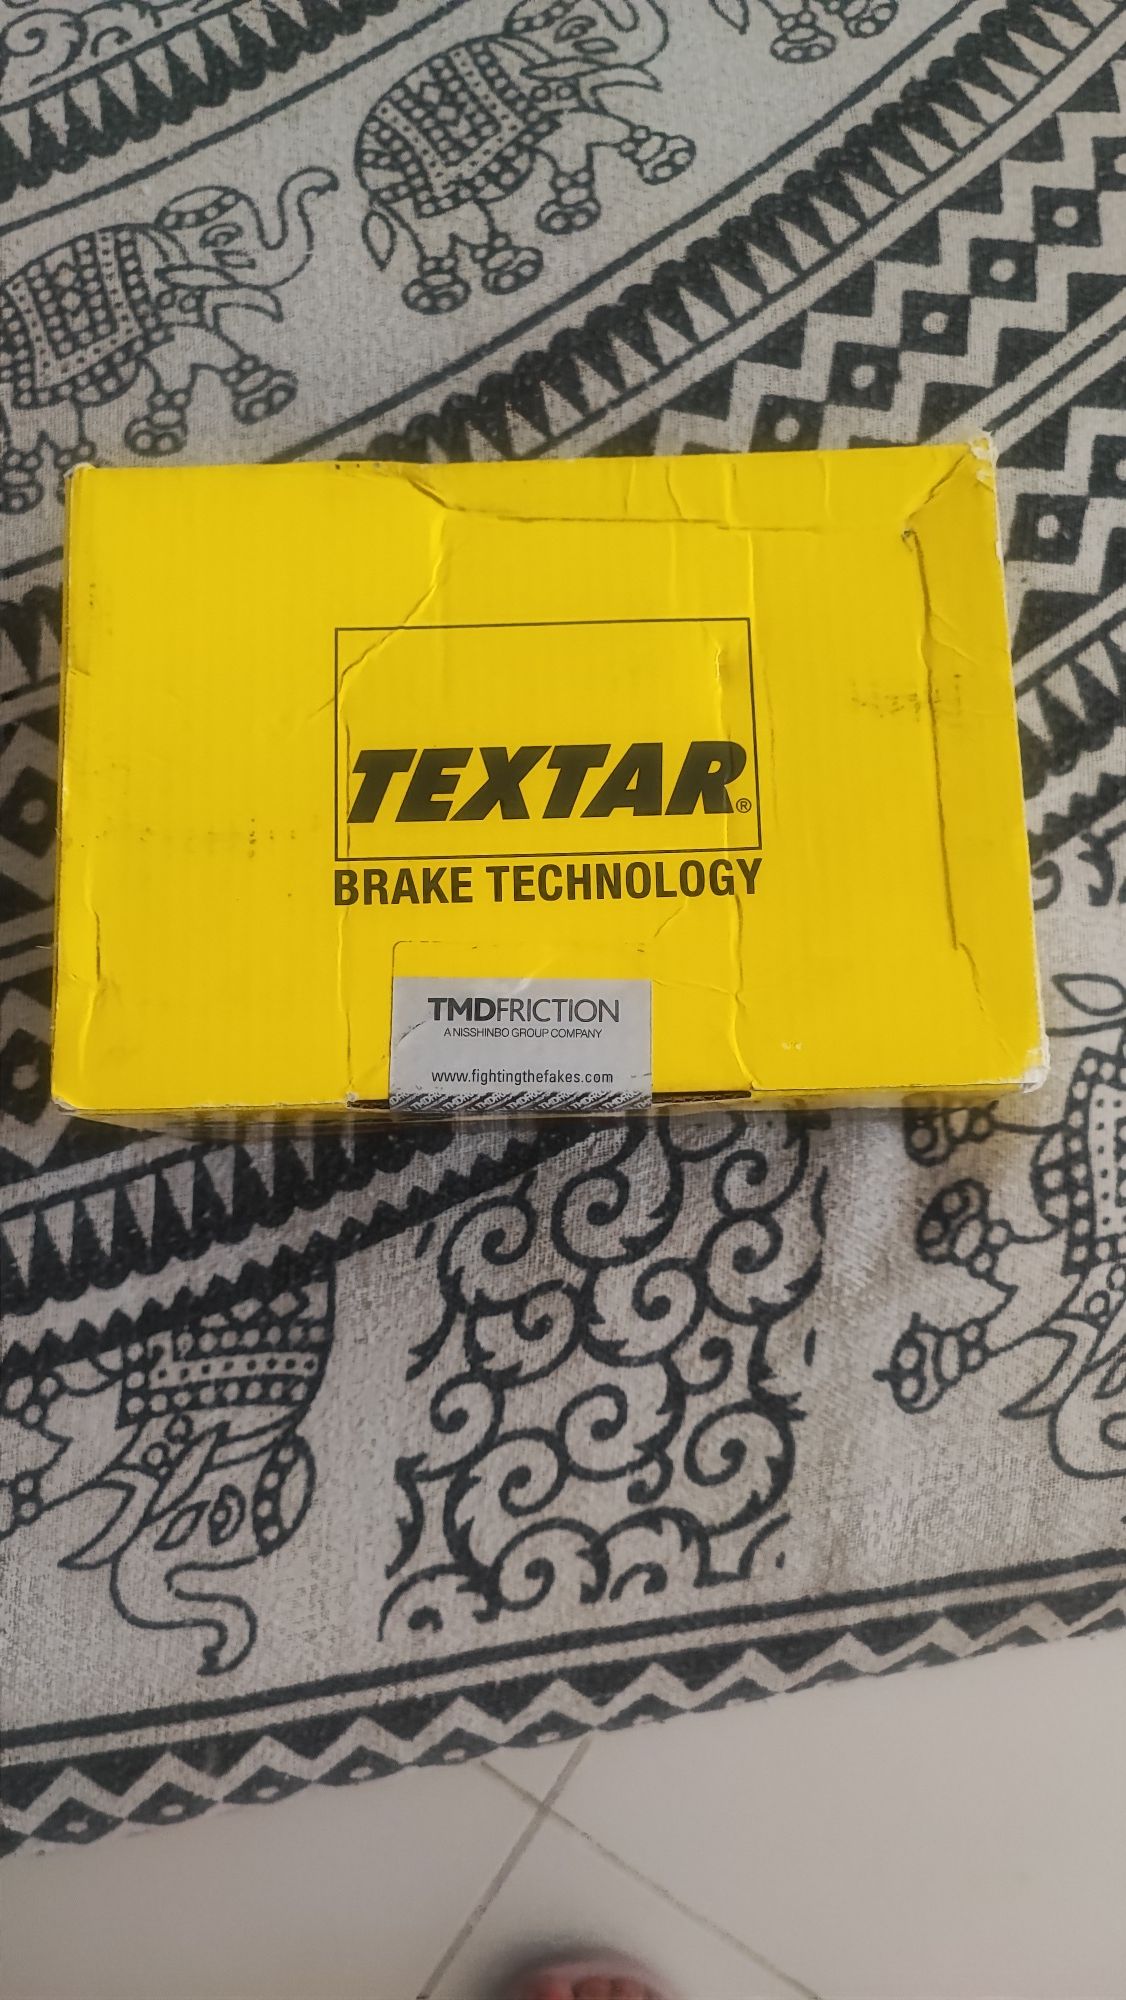 TEXTAR®
BRAKE TECHNOLOGY
TMDFRICTION
A NISSHINBO GROUP COMPANY
www.fightingthefakes.com